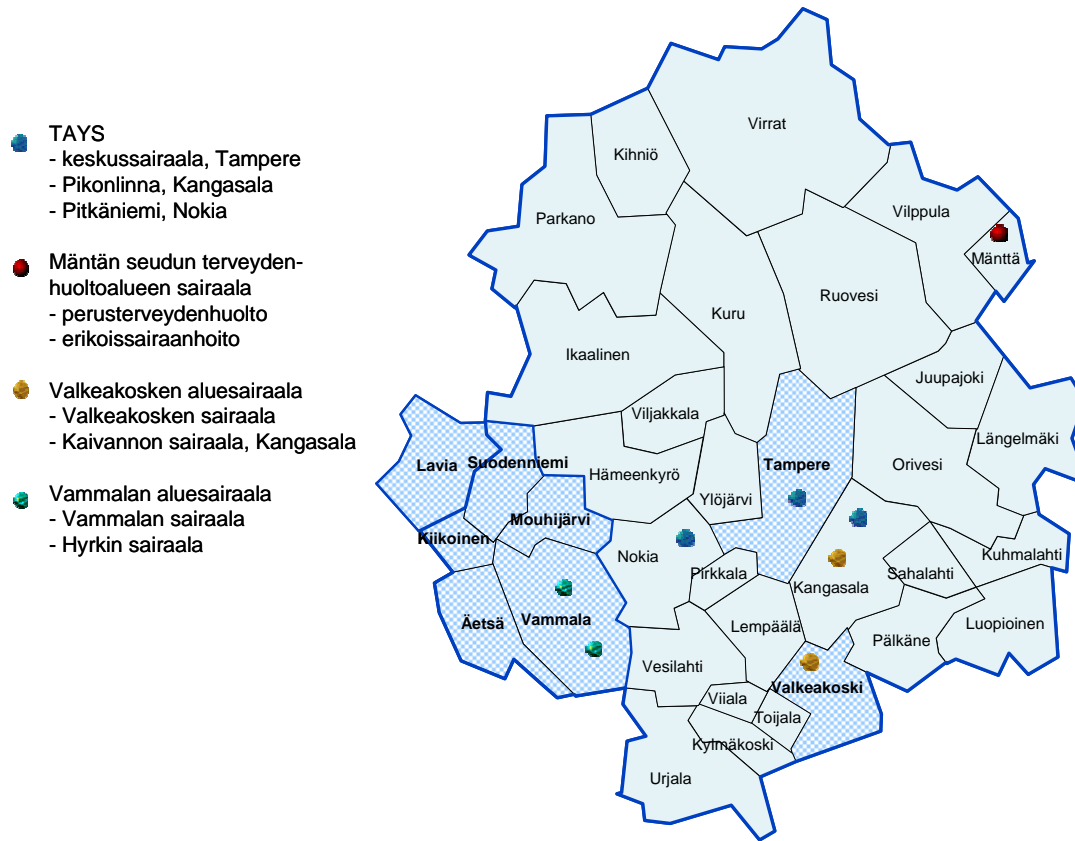 TAYS
- keskussairaala, Tampere
- Pikonlinna, Kangasala
- Pitkäniemi, Nokia
Mäntän seudun terveyden-
huoltoalueen sairaala
- perusterveydenhuolto
- erikoissairaanhoito
Valkeakosken aluesairaala
- Valkeakosken sairaala
- Kaivannon sairaala, Kangasala
Vammalan aluesairaala
- Vammalan sairaala
- Hyrkin sairaala
Virrat
Kihniö
Vilppula
Parkano
Mänttä
Ruovesi
Kuru
Ikaalinen
Juupajoki
Viljakkala
Längelmäki
Lavia
Suodenniemi
Tampere
Orivesi
Hämeenkyrö
Ylöjärvi
Mouhijärvi
Kiikoinen
Nokia
Kuhmalahti
Pirkkala
Sahalahti
Kangasala
Äetsä
Vammala
Lempäälä
Luopioinen
Pälkäne
Vesilahti
Valkeakoski
Viiala
Toijala
Kylmäkoski
Urjala